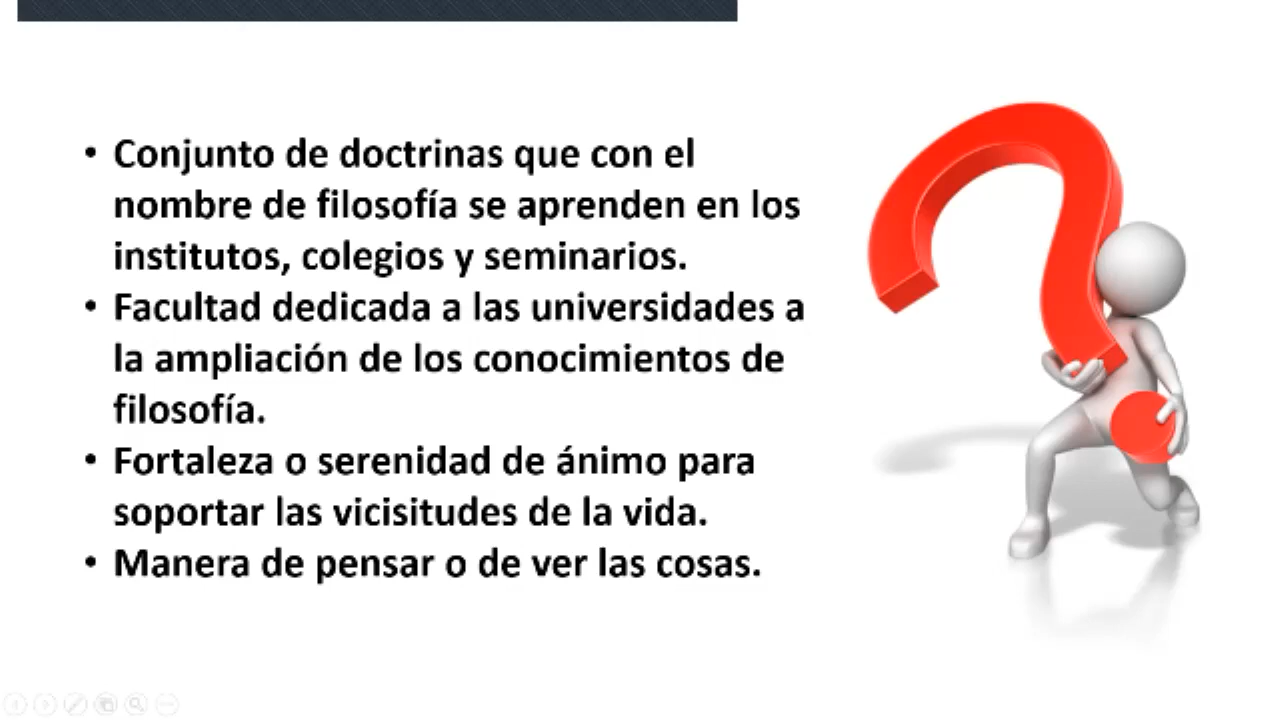 • Conjunto de doctrinas que con el
nombre de filosofía se aprenden en los
institutos, colegios y seminarios.
• Facultad dedicada a las universidades a
la ampliación de los conocimientos de
filosofía.
• Fortaleza o serenidad de ánimo para
soportar las vicisitudes de la vida.
• Manera de pensar o de ver las cosas.